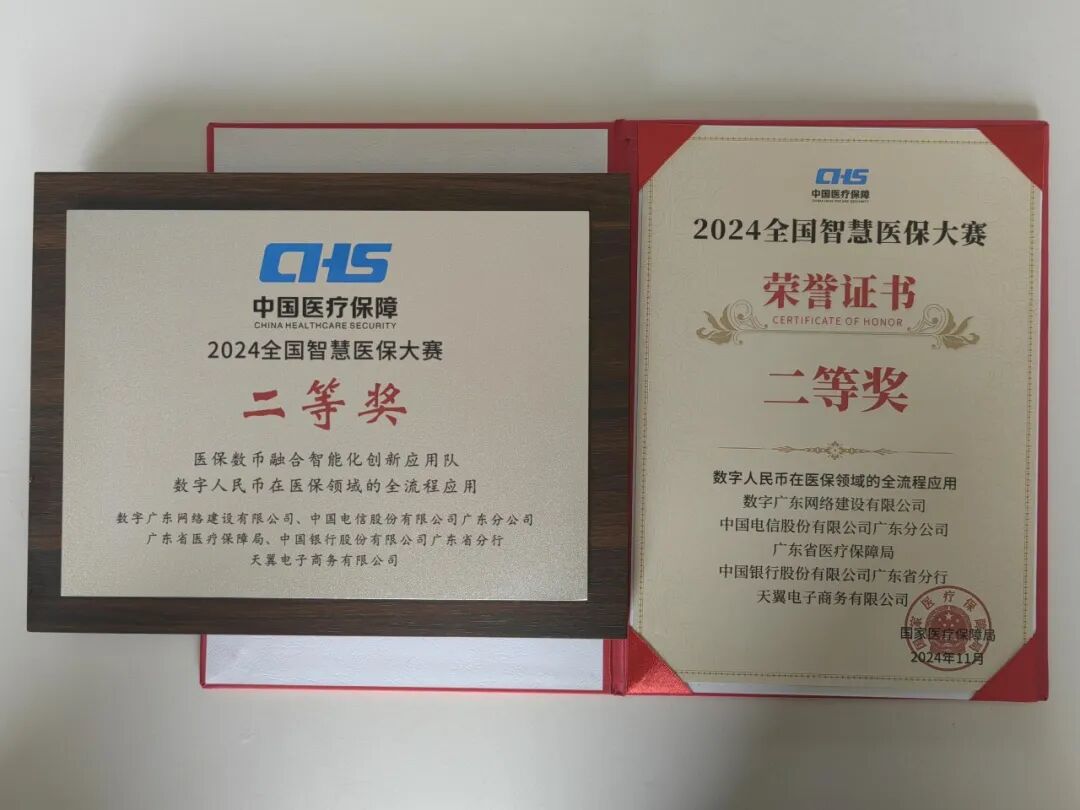 CHS
中国医疗保障
CHINA HEALTHCARE SECURITY
2024全国智慧医保大赛
二等奖
医保数币融合智能化创新应用队
数字人民币在医保领域的全流程应用
数字广东网络建设有限公司、中国电信股份有限公司广东分公司
广东省医疗保障局、中国银行股份有限公司广东省分行
天翼电子商务有限公司
CHS
中国医疗保障
CHINA HEALTHCARE SECURITY
2024全国智慧医保大赛
荣誉证书
CERTIFICATE OF HONOR
二等奖
数字人民币在医保领域的全流程应用
数字广东网络建设有限公司
中国电信股份有限公司广东分公司
广东省医疗保障局
中国银行股份有限公司广东省分行
天翼电子商务有限公司
国家医疗保障局
国家医疗保障局
2024年11月